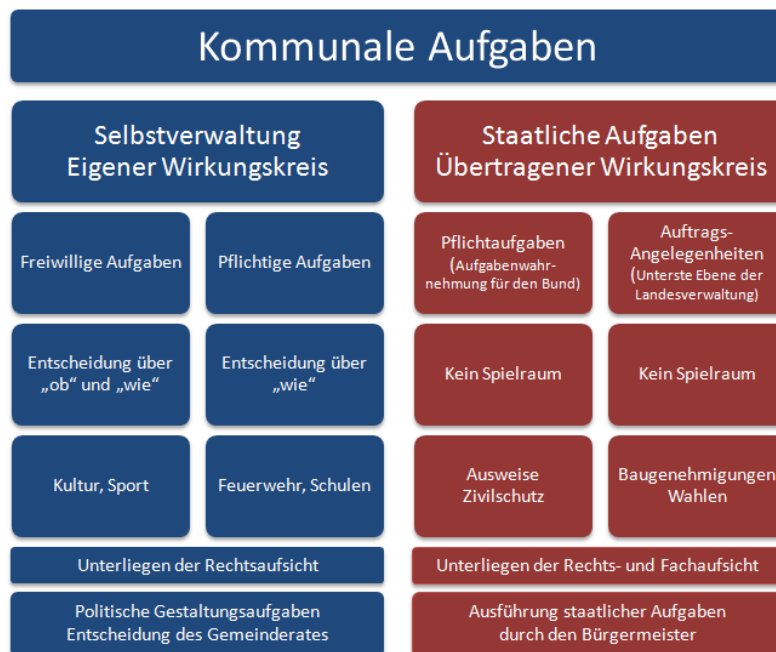 Kommunale Aufgaben
Selbstverwaltung
Eigener Wirkungskreis
Staatliche Aufgaben
Übertragener Wirkungskreis
Freiwillige Aufgaben
Pflichtige Aufgaben
Pflichtaufgaben
(Aufgabenwahr-
nehmung für den Bund)
Auftrags-
Angelegenheiten
(Unterste Ebene der
Landesverwaltung)
Entscheidung über
„ob“ und „wie“
Entscheidung über
„wie“
Kein Spielraum
Kein Spielraum
Kultur, Sport
Feuerwehr, Schulen
Ausweise
Zivilschutz
Baugenehmigungen
Wahlen
Unterliegen der Rechtsaufsicht
Unterliegen der Rechts- und Fachaufsicht
Politische Gestaltungsaufgaben
Entscheidung des Gemeinderates
Ausführung staatlicher Aufgaben
durch den Bürgermeister